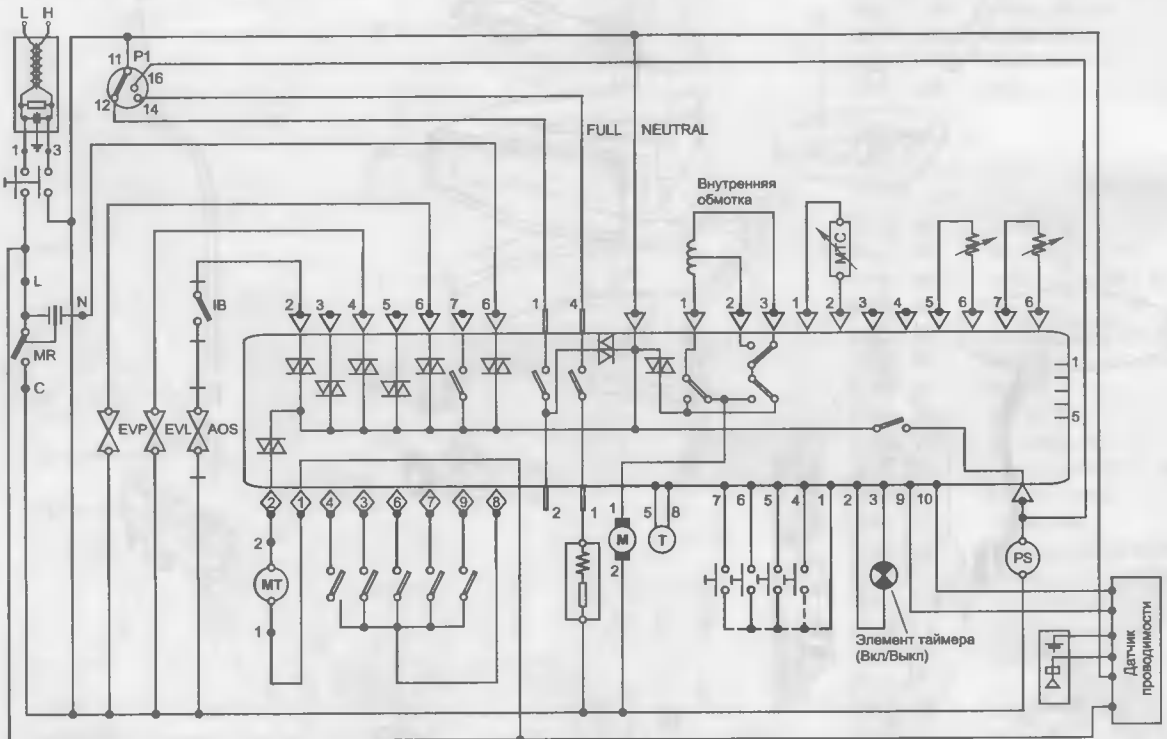 L H
11 P1
16
12 14
1 3
FULL NEUTRAL
Внутренняя
обмотка
МТС
L
N
IB
2 3 4 5 6 7 6 1 4 1 2 3 1 2 3 4 5 6 7 6
MR
C
1
5
EVP EVL AOS
2 1 4 3 6 7 9 8 2 1 1 5 8 7 6 5 4 1 2 3 9 10
2
MT
1
M
T
2
PS
Элемент таймера
(Вкл/Выкл)
Датчик
проводимости